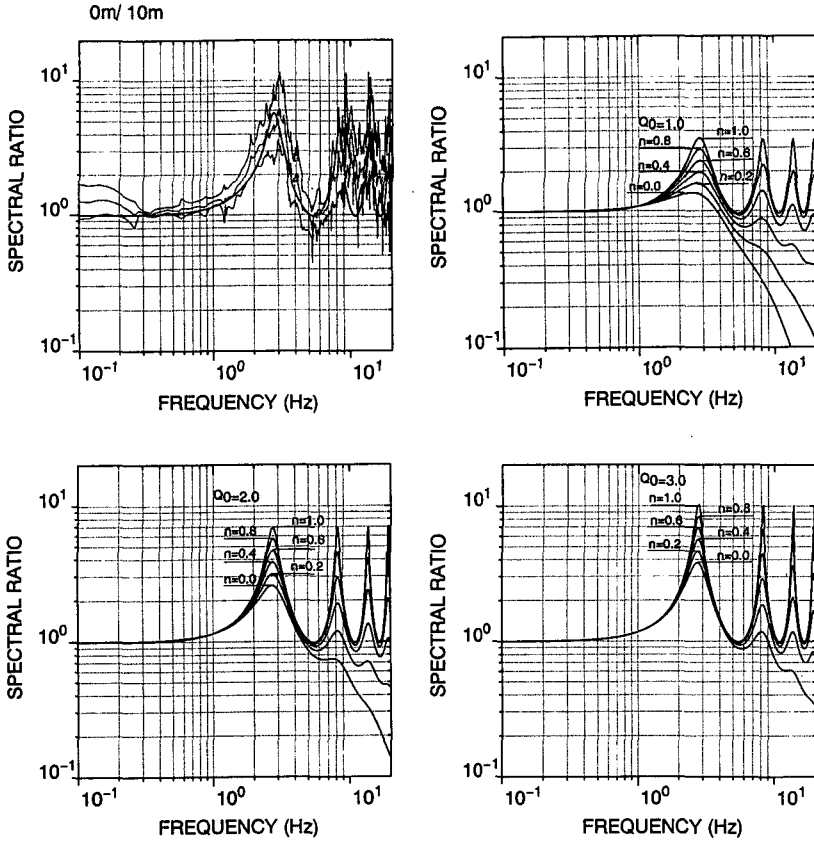 0m/ 10m
10¹
10⁰
10⁻¹
SPECTRAL RATIO
10⁻¹
10⁰
10¹
FREQUENCY (Hz)
10¹
10⁰
10⁻¹
SPECTRAL RATIO
Q0=1.0
n=1.0
n=0.8
n=0.6
n=0.4
n=0.2
n=0.0
10⁻¹
10⁰
10¹
FREQUENCY (Hz)
10¹
10⁰
10⁻¹
SPECTRAL RATIO
Q0=2.0
n=1.0
n=0.8
n=0.6
n=0.4
n=0.2
n=0.0
10⁻¹
10⁰
10¹
FREQUENCY (Hz)
10¹
10⁰
10⁻¹
SPECTRAL RATIO
Q0=3.0
n=1.0
n=0.8
n=0.6
n=0.4
n=0.2
n=0.0
10⁻¹
10⁰
10¹
FREQUENCY (Hz)